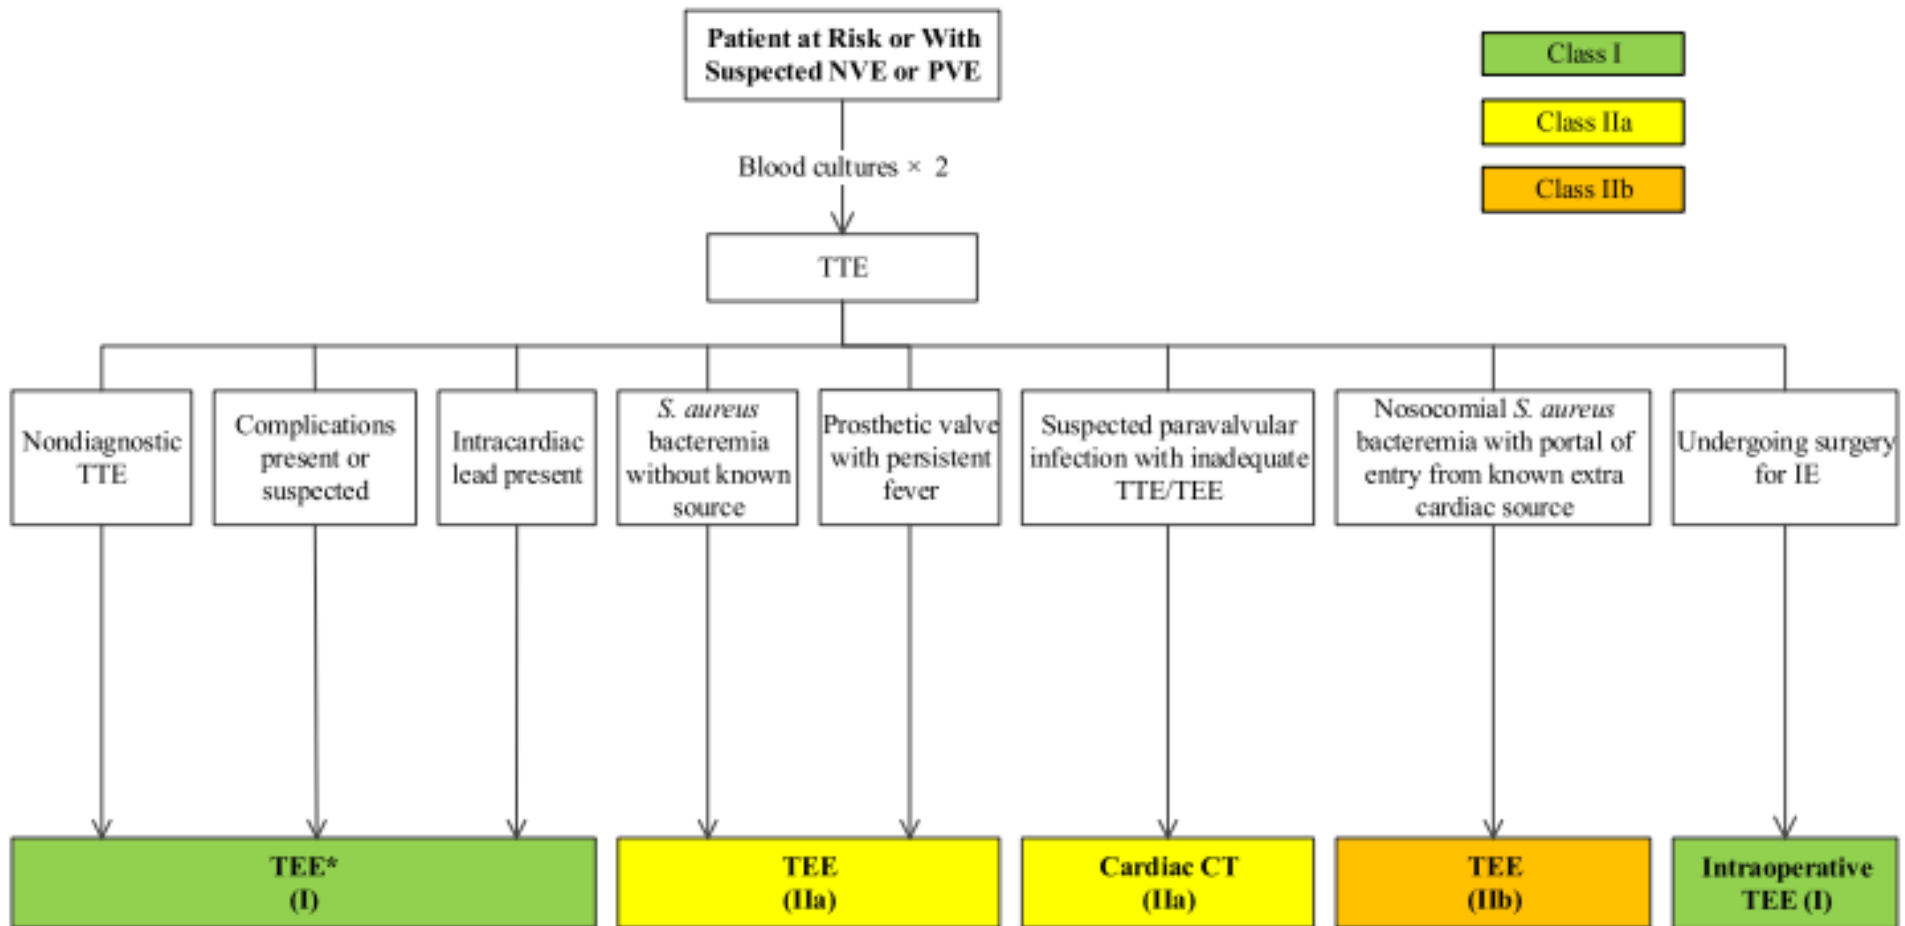 Patient at Risk or With
Suspected NVE or PVE
Class I
Class IIa
Class IIb
Blood cultures × 2
TTE
Nondiagnostic
TTE
Complications
present or
suspected
Intracardiac
lead present
S. aureus
bacteremia
without known
source
Prosthetic valve
with persistent
fever
Suspected paravalvular
infection with inadequate
TTE/TEE
Nosocomial S. aureus
bacteremia with portal of
entry from known extra
cardiac source
Undergoing surgery
for IE
TEE*
(I)
TEE
(IIa)
Cardiac CT
(IIa)
TEE
(IIb)
Intraoperative
TEE (I)